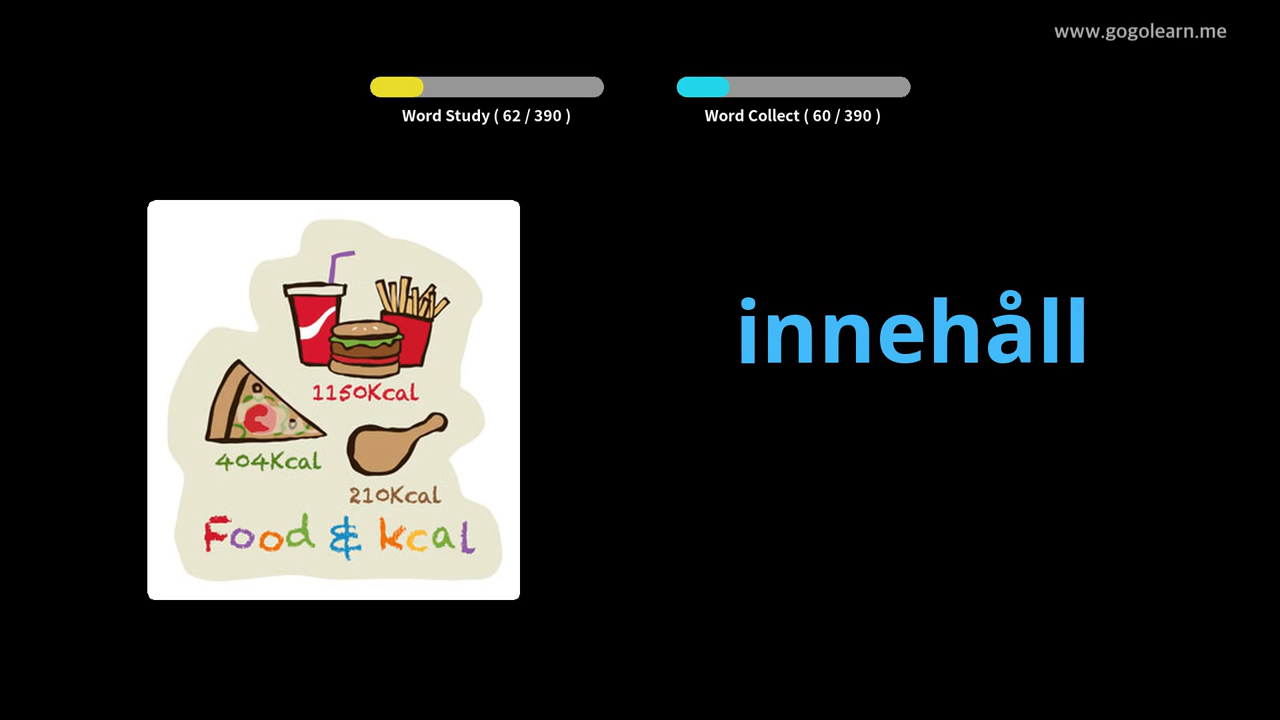 www.gogolearn.me
Word Study ( 62 / 390 )
Word Collect ( 60 / 390 )
1150Kcal
404Kcal
210Kcal
Food & kcal
innehåll